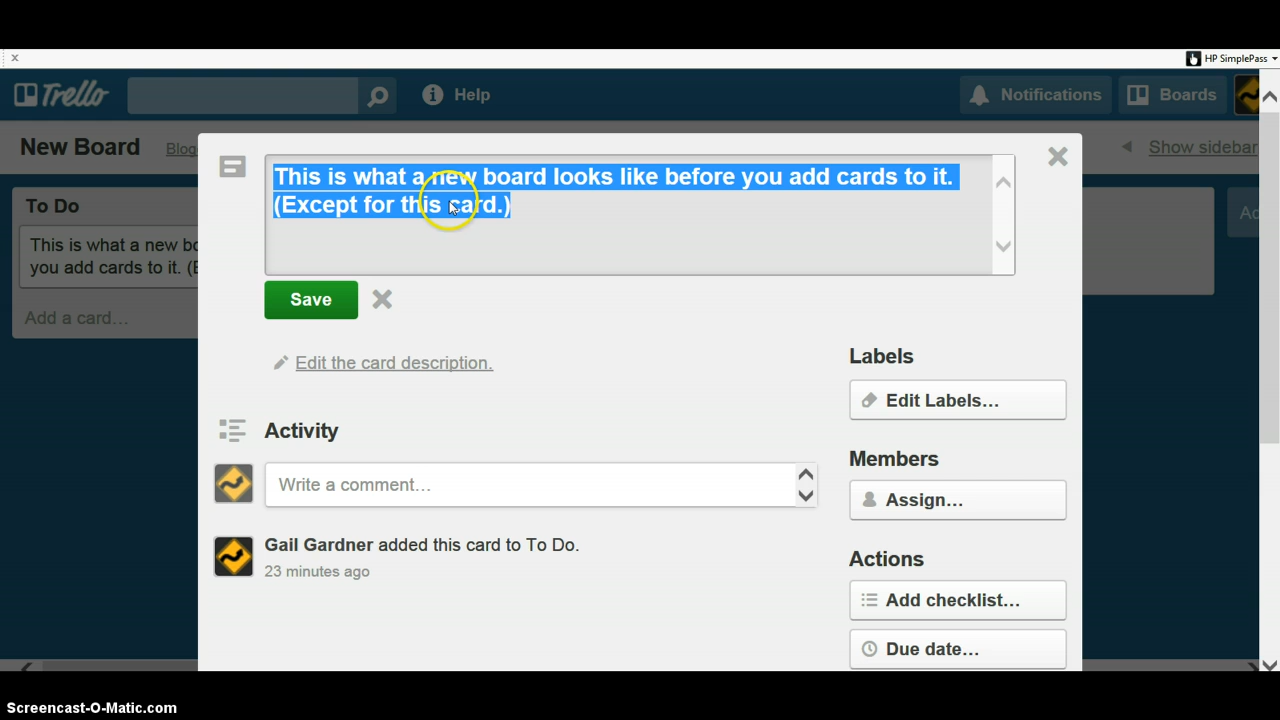 x
HP SimplePass
Trello
Help
Notifications
Boards
New Board
Blog
Show sidebar
To Do
This is what a new bo
you add cards to it. (E
Add a card...
This is what a new board looks like before you add cards to it.
(Except for this card.)
Save
Edit the card description.
Labels
Edit Labels...
Activity
Members
Write a comment...
Assign...
Gail Gardner added this card to To Do.
23 minutes ago
Actions
Add checklist...
Due date...
Screencast-O-Matic.com